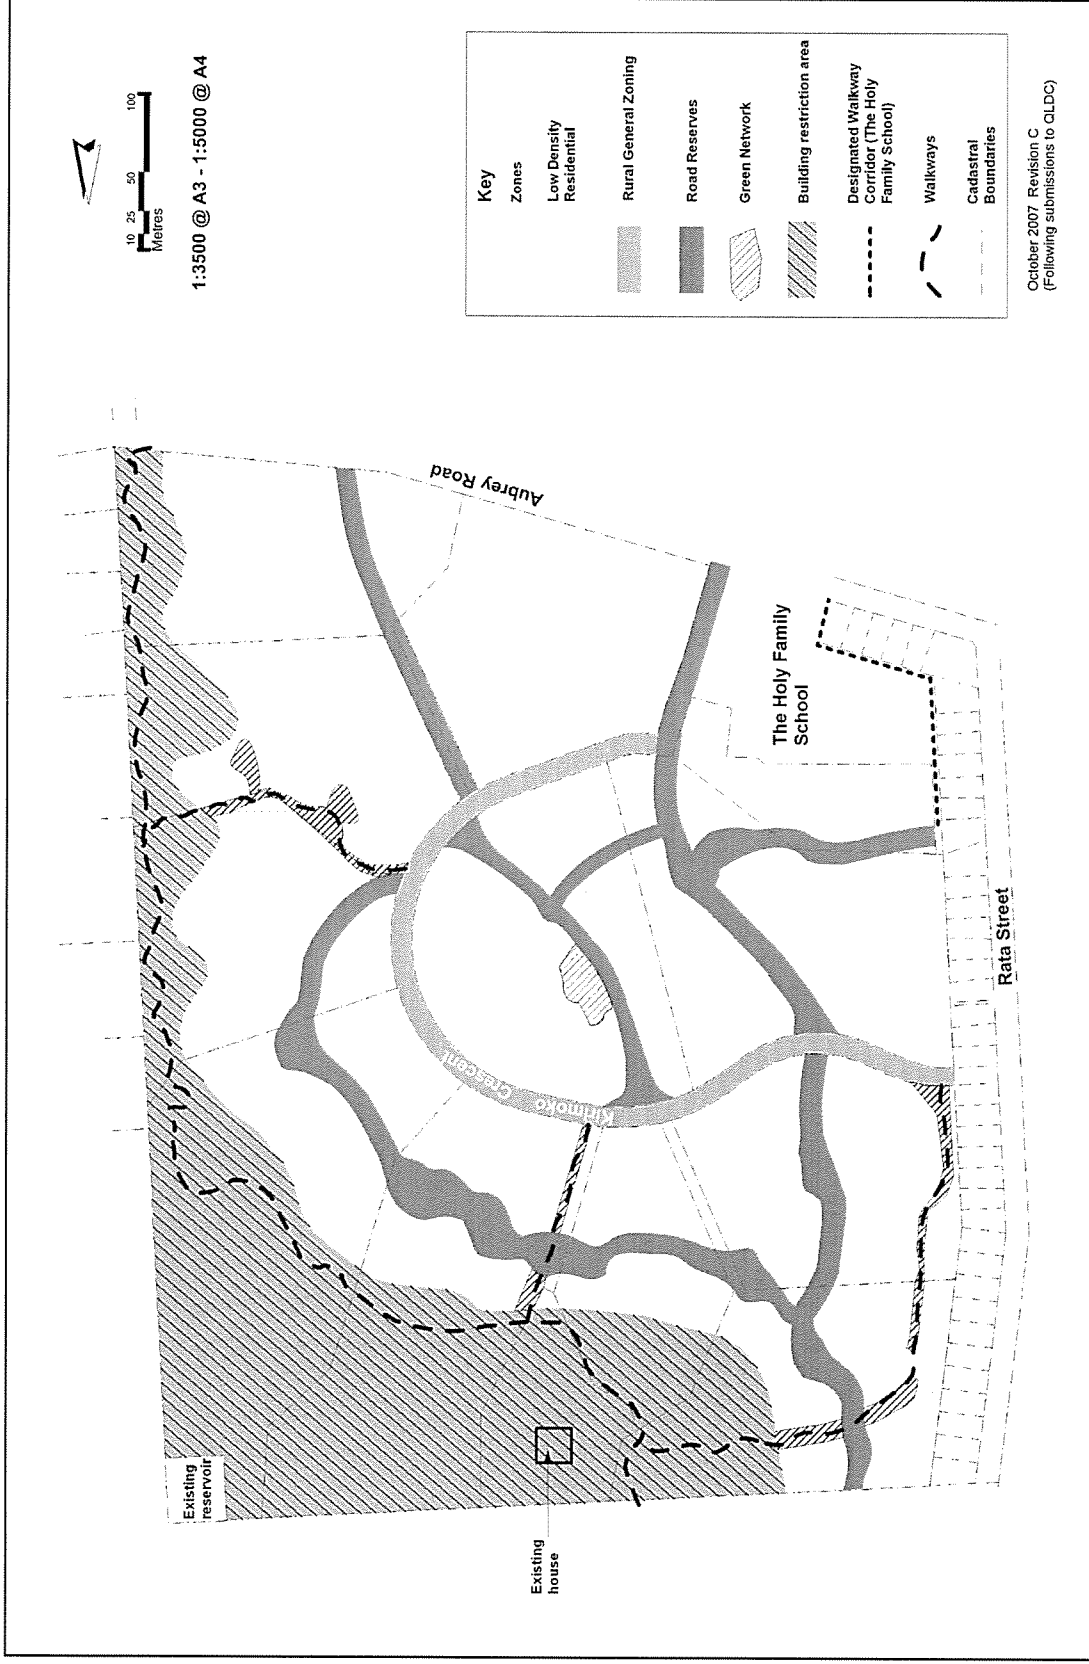 10 25 50 100
Metres
1:3500 @ A3 - 1:5000 @ A4
Key
Zones
Low Density
Residential
Rural General Zoning
Road Reserves
Green Network
Building restriction area
Designated Walkway
Corridor (The Holy
Family School)
Walkways
Cadastral
Boundaries
October 2007 Revision C
(Following submissions to QLDC)
Aubrey Road
The Holy Family
School
Rata Street
Kirimoko Crescent
Existing
reservoir
Existing
house